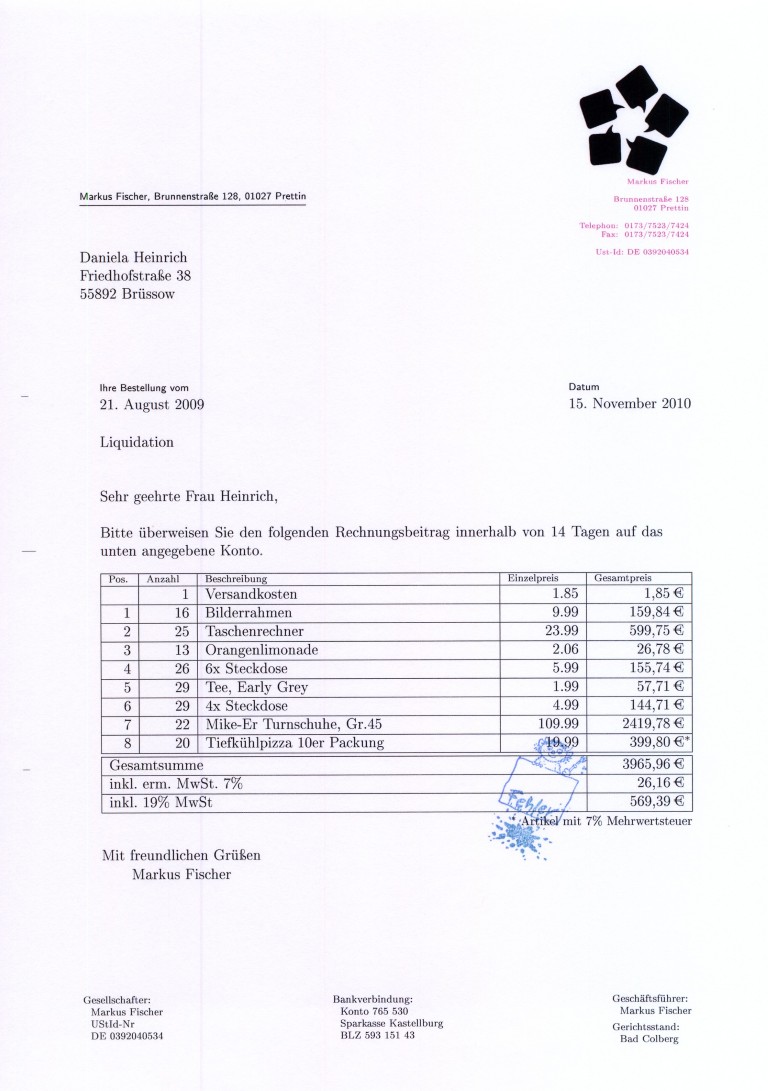 Markus Fischer
Brunnenstraße 128
01027 Prettin
Telephon: 0173/7523/7424
Fax: 0173/7523/7424
Ust-Id: DE 0392040534
Markus Fischer, Brunnenstraße 128, 01027 Prettin
Daniela Heinrich
Friedhofstraße 38
55892 Brüssow
Ihre Bestellung vom Datum
21. August 2009 15. November 2010
Liquidation
Sehr geehrte Frau Heinrich,
Bitte überweisen Sie den folgenden Rechnungsbeitrag innerhalb von 14 Tagen auf das
unten angegebene Konto.
Pos. Anzahl Beschreibung Einzelpreis Gesamtpreis
1 Versandkosten 1.85 1,85 €
1 16 Bilderrahmen 9.99 159,84 €
2 25 Taschenrechner 23.99 599,75 €
3 13 Orangenlimonade 2.06 26,78 €
4 26 6x Steckdose 5.99 155,74 €
5 29 Tee, Early Grey 1.99 57,71 €
6 29 4x Steckdose 4.99 144,71 €
7 22 Mike-Er Turnschuhe, Gr.45 109.99 2419,78 €
8 20 Tiefkühlpizza 10er Packung 19.99 399,80 €*
Gesamtsumme 3965,96 €
inkl. erm. MwSt. 7% 26,16 €
inkl. 19% MwSt 569,39 €
Fehler
* Artikel mit 7% Mehrwertsteuer
Mit freundlichen Grüßen
Markus Fischer
Gesellschafter:
Markus Fischer
UStId-Nr
DE 0392040534
Bankverbindung:
Konto 765 530
Sparkasse Kastellburg
BLZ 593 151 43
Geschäftsführer:
Markus Fischer
Gerichtsstand:
Bad Colberg